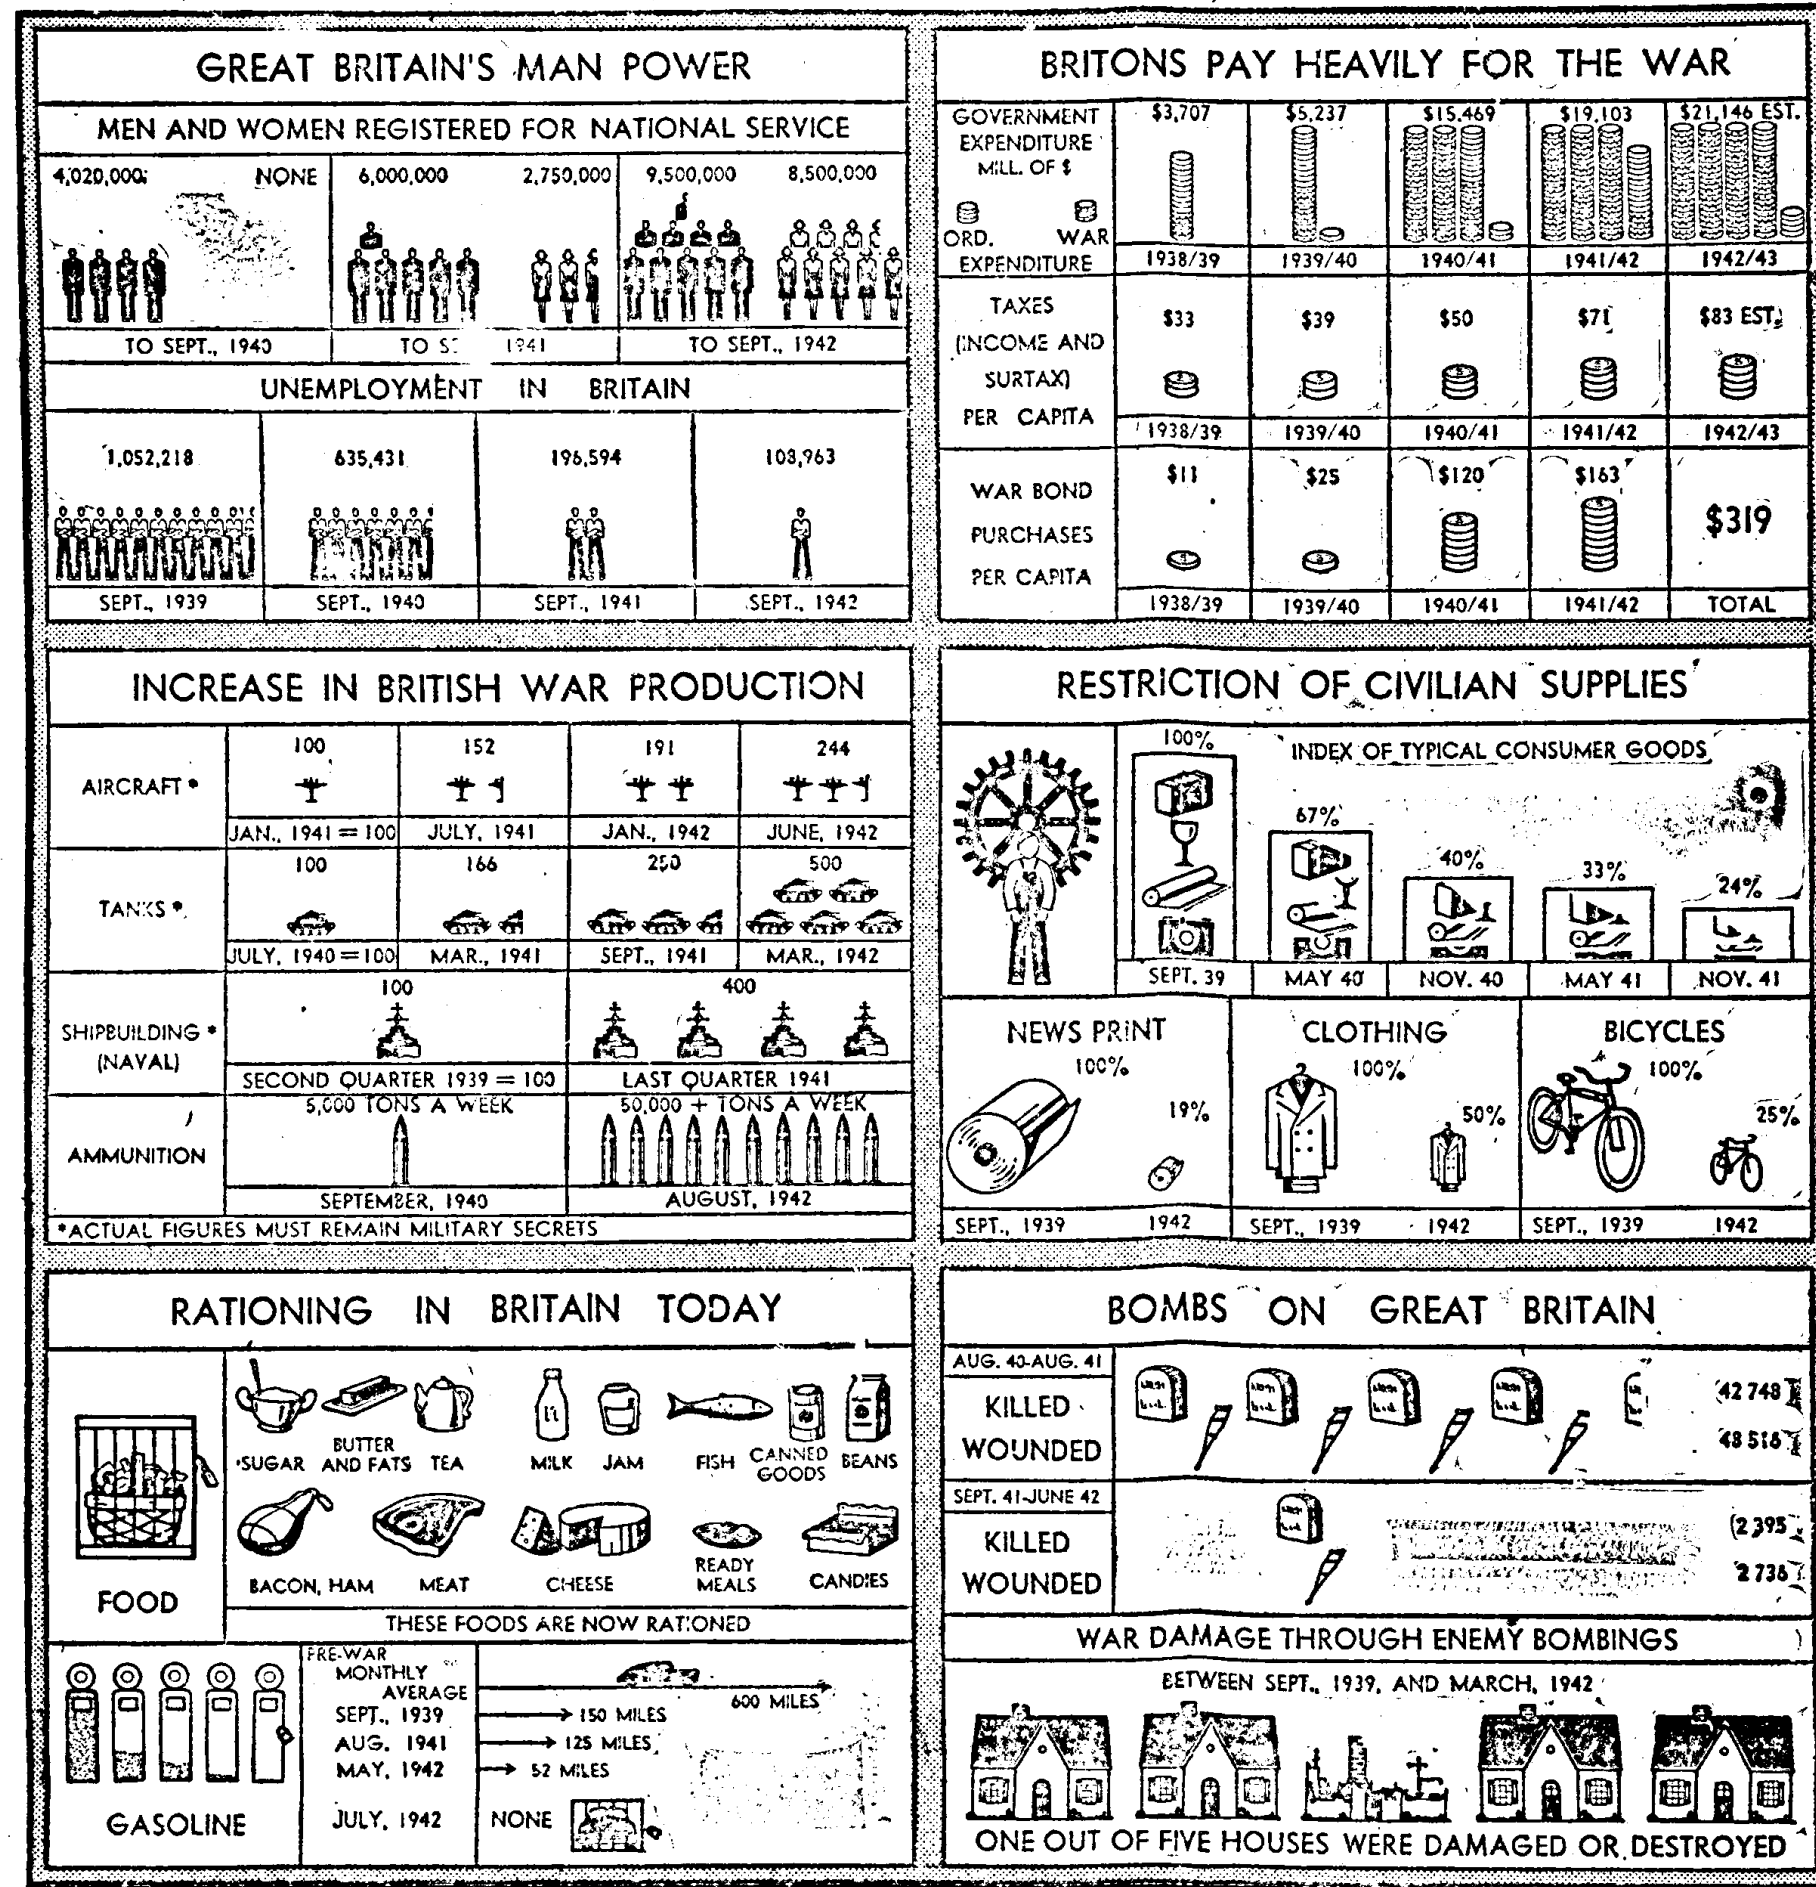 GREAT BRITAIN'S MAN POWER
MEN AND WOMEN REGISTERED FOR NATIONAL SERVICE
4,020,000 NONE 6,000,000 2,750,000 9,500,000 8,500,000
TO SEPT., 1940 TO 1941 TO SEPT., 1942
UNEMPLOYMENT IN BRITAIN
1,052,218 635,431 196,594 108,963
SEPT., 1939 SEPT., 1940 SEPT., 1941 SEPT., 1942
BRITONS PAY HEAVILY FOR THE WAR
GOVERNMENT
EXPENDITURE
MILL. OF $
ORD. WAR
EXPENDITURE
$3,707 $5,237 $15.469 $19,103 $21,146 EST.
1938/39 1939/40 1940/41 1941/42 1942/43
TAXES
(INCOME AND
SURTAX)
PER CAPITA
$33 $39 $50 $71 $83 EST.
1938/39 1939/40 1940/41 1941/42 1942/43
WAR BOND
PURCHASES
PER CAPITA
$11 $25 $120 $163 $319
1938/39 1939/40 1940/41 1941/42 TOTAL
INCREASE IN BRITISH WAR PRODUCTION
AIRCRAFT *
100 152 191 244
JAN., 1941 = 100 JULY, 1941 JAN., 1942 JUNE, 1942
TANKS *
100 166 250 500
JULY, 1940 = 100 MAR., 1941 SEPT., 1941 MAR., 1942
SHIPBUILDING *
(NAVAL)
100 400
SECOND QUARTER 1939 = 100 LAST QUARTER 1941
AMMUNITION
5,000 TONS A WEEK 50,000 + TONS A WEEK
SEPTEMBER, 1940 AUGUST, 1942
*ACTUAL FIGURES MUST REMAIN MILITARY SECRETS
RESTRICTION OF CIVILIAN SUPPLIES
INDEX OF TYPICAL CONSUMER GOODS
100% 67% 40% 33% 24%
SEPT. 39 MAY 40 NOV. 40 MAY 41 NOV. 41
NEWS PRINT
100% 19%
SEPT., 1939 1942
CLOTHING
100% 50%
SEPT., 1939 1942
BICYCLES
100% 25%
SEPT., 1939 1942
RATIONING IN BRITAIN TODAY
FOOD
SUGAR BUTTER AND FATS TEA MILK JAM FISH CANNED GOODS BEANS
BACON, HAM MEAT CHEESE READY MEALS CANDIES
THESE FOODS ARE NOW RATIONED
GASOLINE
PRE-WAR
MONTHLY
AVERAGE 600 MILES
SEPT., 1939 150 MILES
AUG. 1941 125 MILES
MAY, 1942 52 MILES
JULY, 1942 NONE
BOMBS ON GREAT BRITAIN
AUG. 40-AUG. 41
KILLED 42 748
WOUNDED 48 516
SEPT. 41-JUNE 42
KILLED 2 395
WOUNDED 2 736
WAR DAMAGE THROUGH ENEMY BOMBINGS
BETWEEN SEPT., 1939, AND MARCH, 1942
ONE OUT OF FIVE HOUSES WERE DAMAGED OR DESTROYED